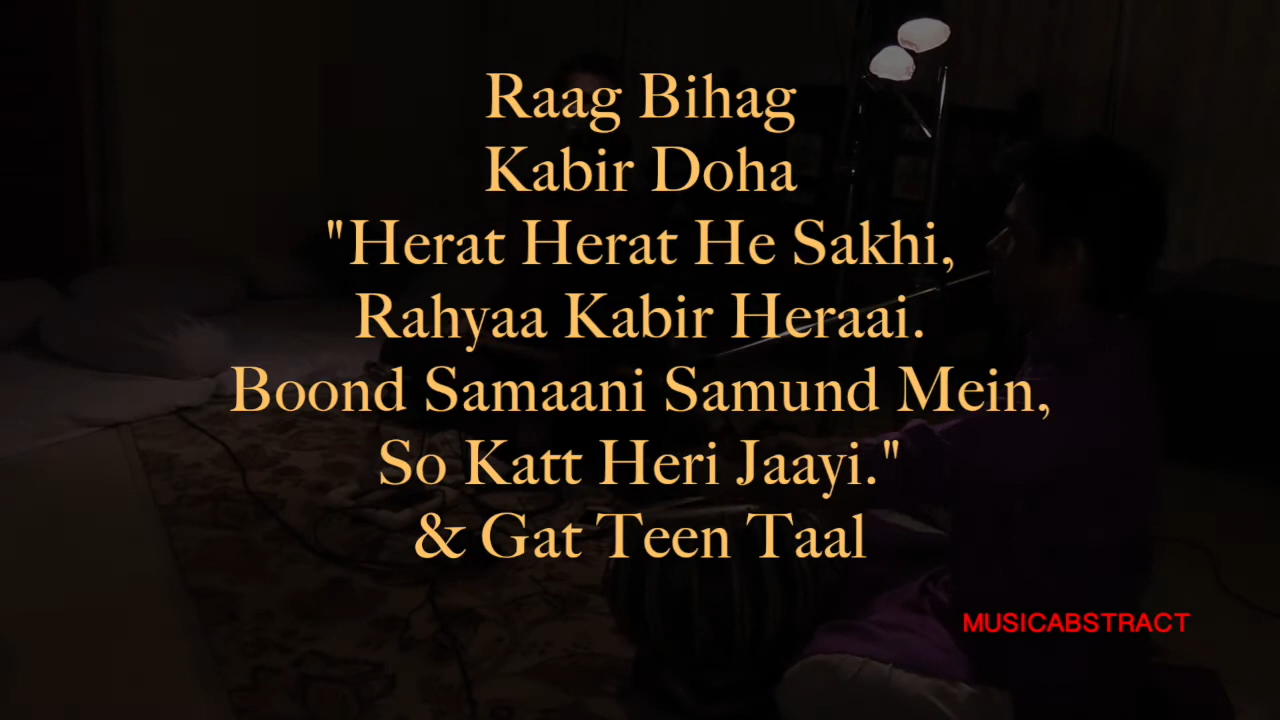 Raag Bihag
Kabir Doha
"Herat Herat He Sakhi,
Rahyaa Kabir Heraai.
Boond Samaani Samund Mein,
So Katt Heri Jaayi."
& Gat Teen Taal
MUSICABSTRACT